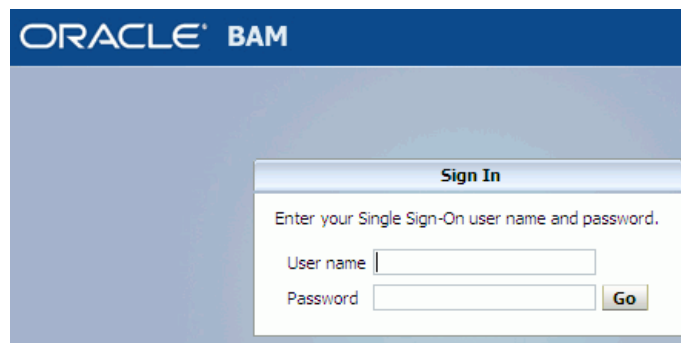 ORACLE BAM
Sign In
Enter your Single Sign-On user name and password.
User name
Password Go